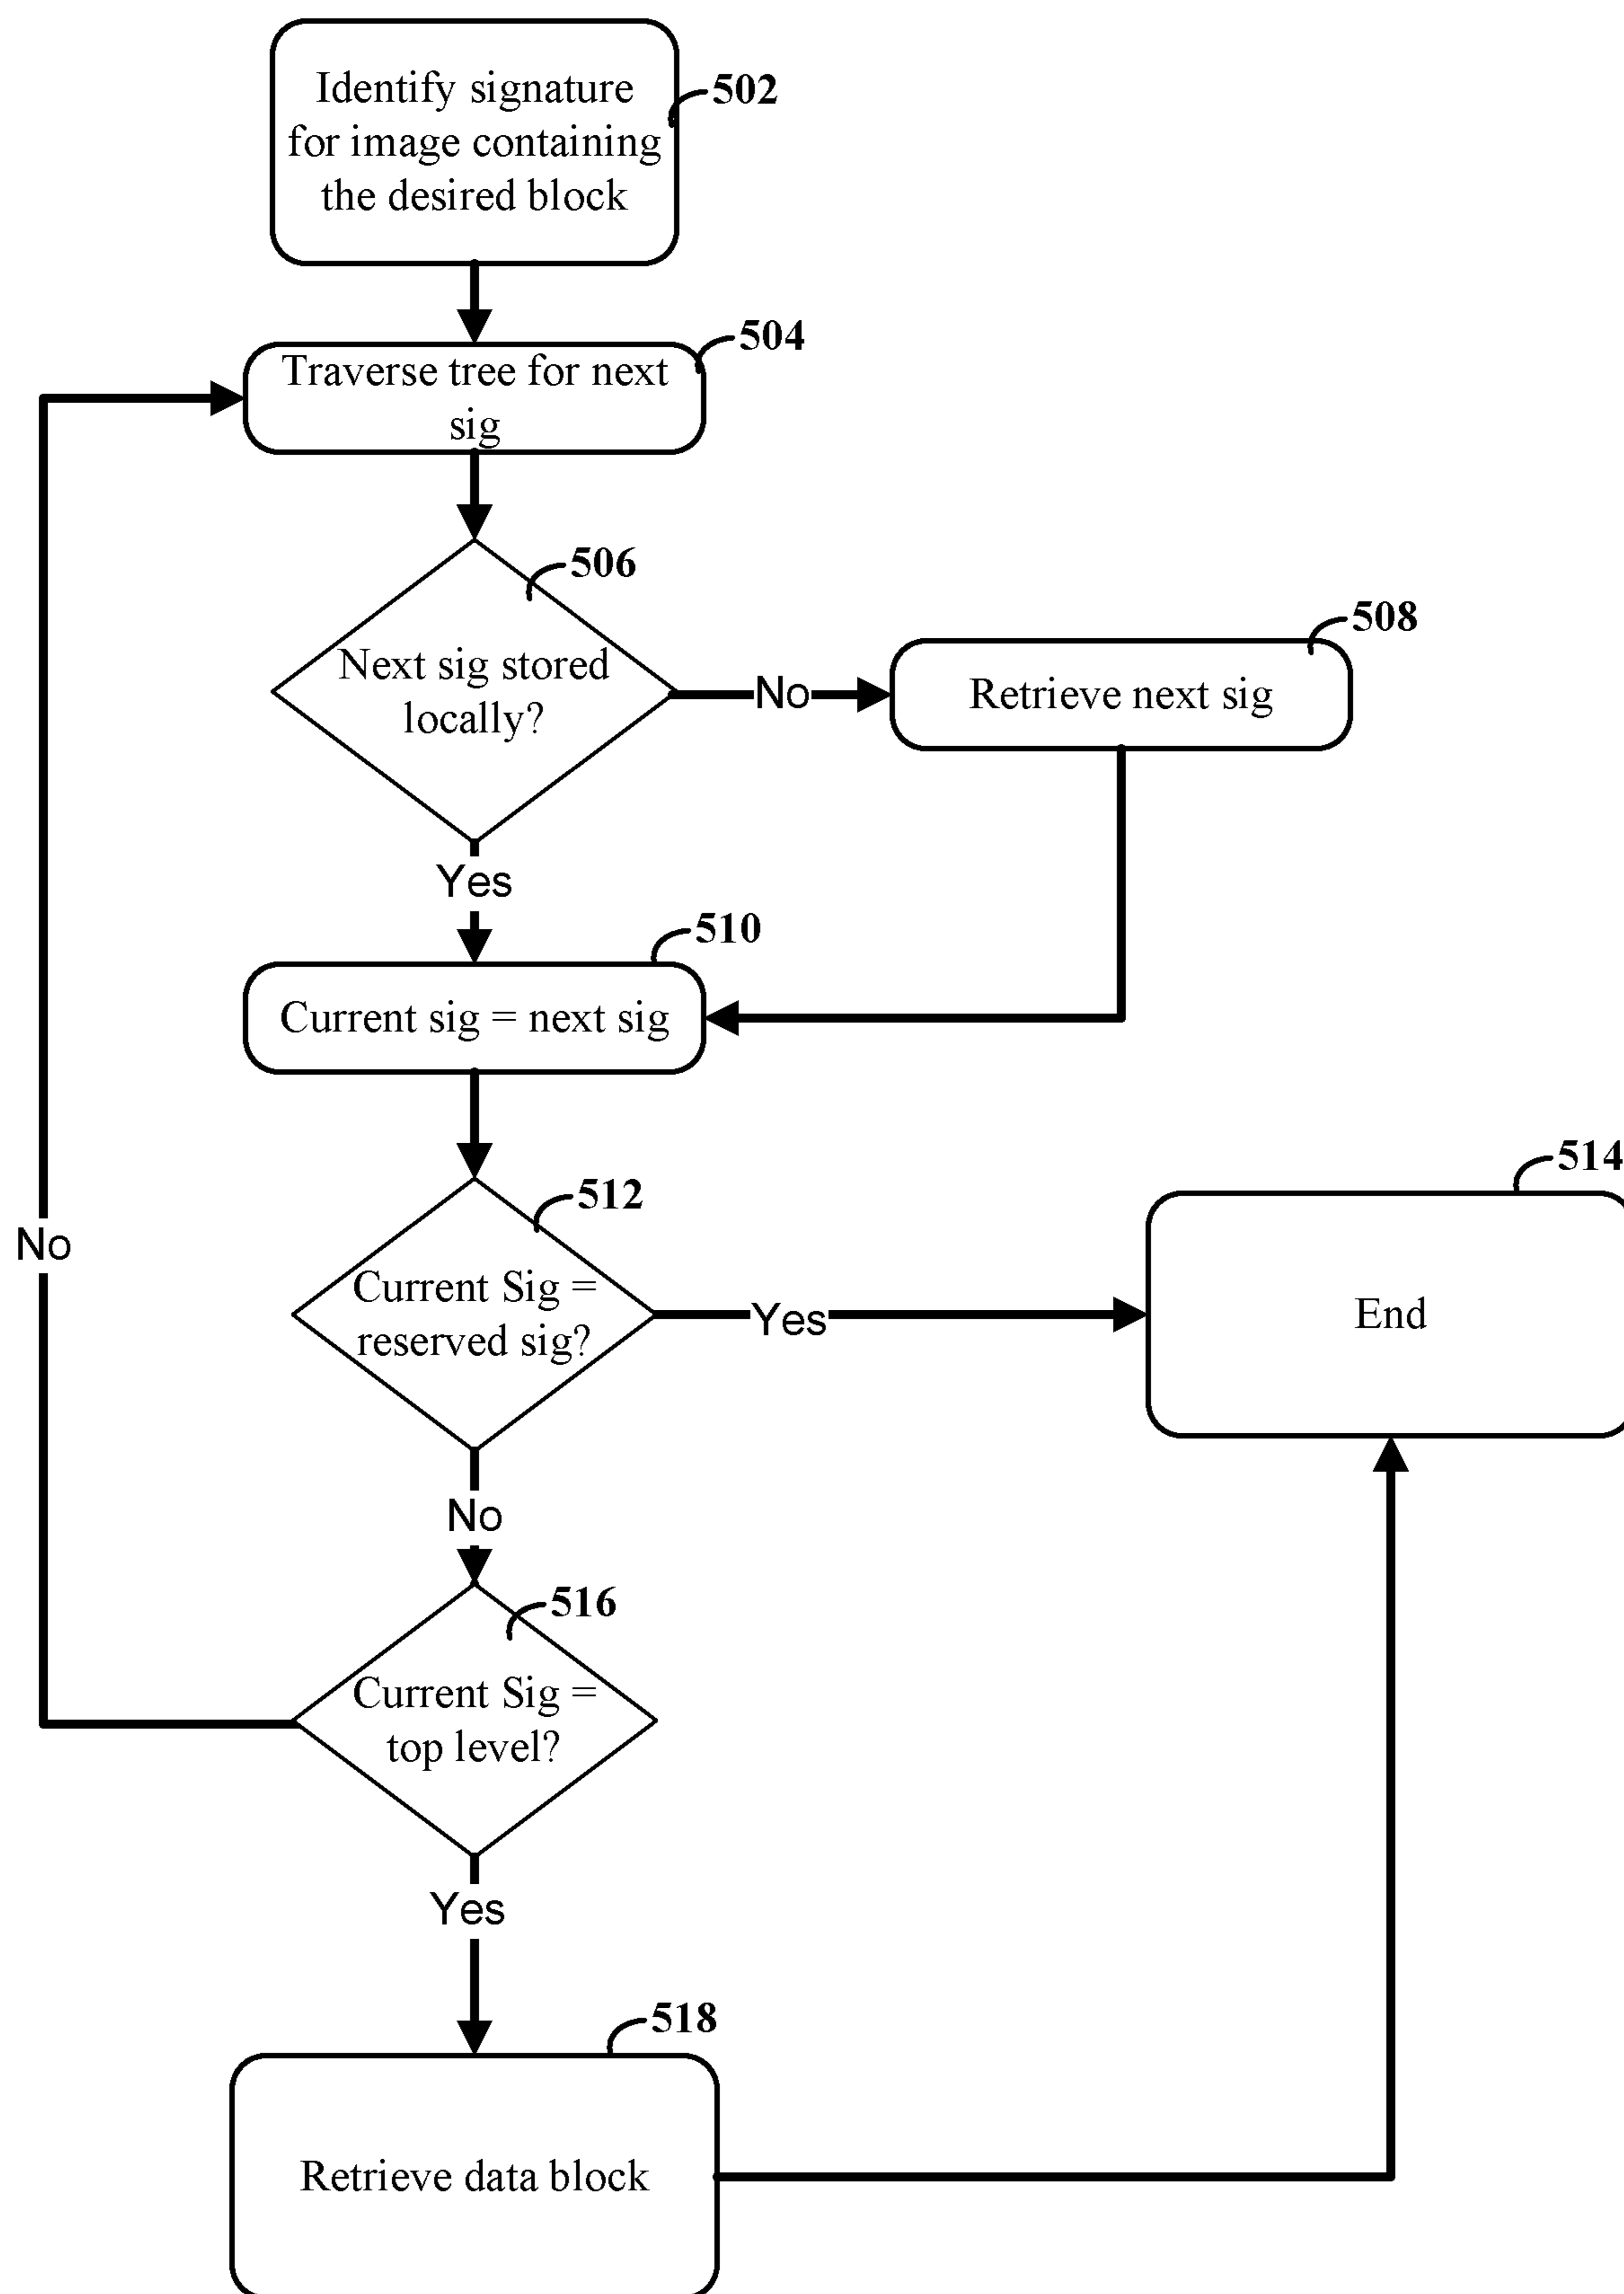 Identify signature
for image containing
the desired block
502
504
Traverse tree for next
sig
506
Next sig stored
locally?
508
No
Retrieve next sig
Yes
510
Current sig = next sig
514
512
No
Current Sig =
reserved sig?
Yes
End
No
516
Current Sig =
top level?
Yes
518
Retrieve data block